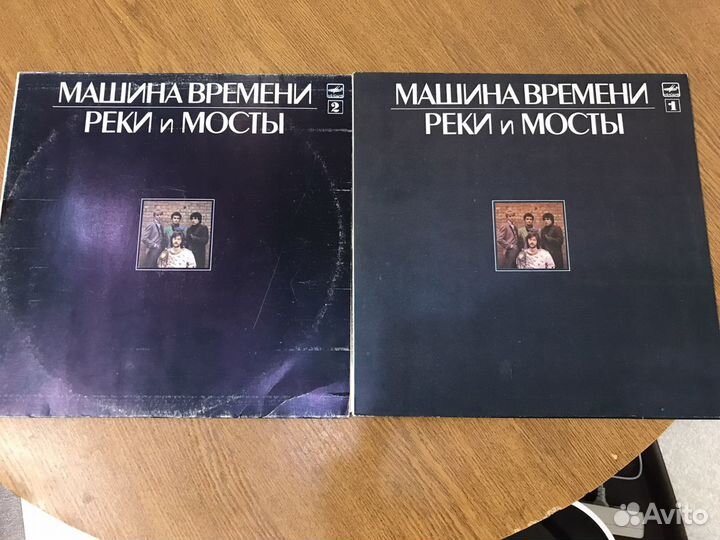 МАШИНА ВРЕМЕНИ
2
РЕКИ и МОСТЫ
МАШИНА ВРЕМЕНИ
1
РЕКИ и МОСТЫ
Avito